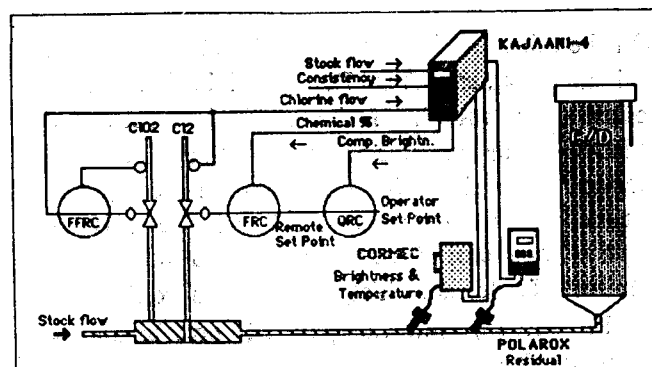 KAJAANI-4
Stock flow →
Consistency →
Chlorine flow →
ClO2 Cl2
Chemical %
←
Comp. Brightn.
←
C/D
FFRC
FRC
QRC
Operator
Set Point
Remote
Set Point
CORMEC
Brightness &
Temperature
Stock flow
→
POLAROX
Residual